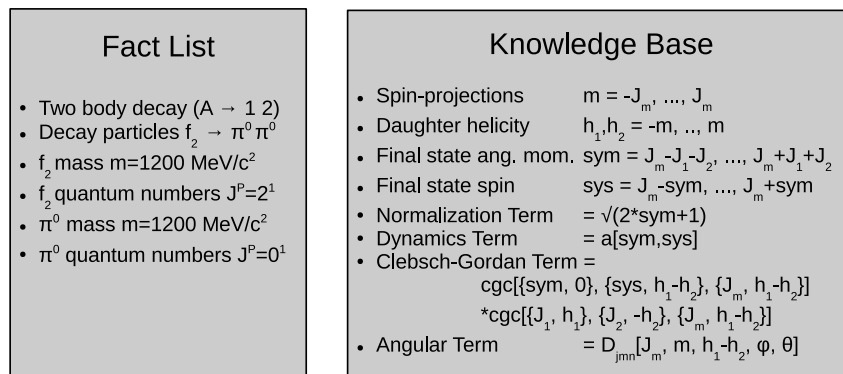 Fact List
• Two body decay (A → 1 2)
• Decay particles f₂ → π⁰ π⁰
• f₂ mass m=1200 MeV/c²
• f₂ quantum numbers Jᴾ=2¹
• π⁰ mass m=1200 MeV/c²
• π⁰ quantum numbers Jᴾ=0¹
Knowledge Base
• Spin-projections m = -Jₘ, ..., Jₘ
• Daughter helicity h₁,h₂ = -m, .., m
• Final state ang. mom. sym = Jₘ-J₁-J₂, ..., Jₘ+J₁+J₂
• Final state spin sys = Jₘ-sym, ..., Jₘ+sym
• Normalization Term = √(2*sym+1)
• Dynamics Term = a[sym,sys]
• Clebsch-Gordan Term =
cgc[{sym, 0}, {sys, h₁-h₂}, {Jₘ, h₁-h₂}]
*cgc[{J₁, h₁}, {J₂, -h₂}, {Jₘ, h₁-h₂}]
• Angular Term = Dⱼₘₙ[Jₘ, m, h₁-h₂, φ, θ]